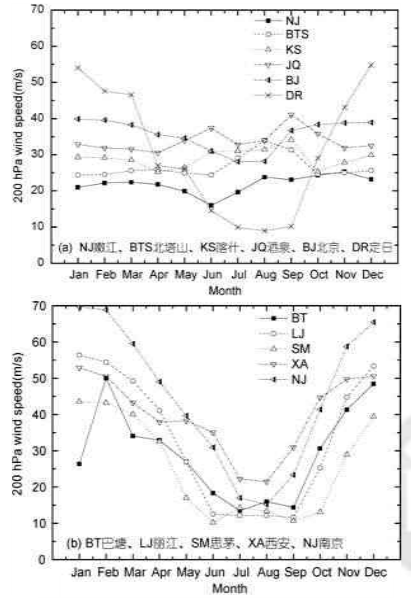 70
60
50
40
30
20
10
0
200 hPa wind speed(m/s)
NJ
BTS
KS
JQ
BJ
DR
(a) NJ嫩江、BTS北塔山、KS喀什、JQ酒泉、BJ北京、DR定日
Jan Feb Mar Apr May Jun Jul Aug Sep Oct Nov Dec
Month
70
60
50
40
30
20
10
0
200 hPa wind speed(m/s)
BT
LJ
SM
XA
NJ
(b) BT巴塘、LJ丽江、SM思茅、XA西安、NJ南京
Jan Feb Mar Apr May Jun Jul Aug Sep Oct Nov Dec
Month